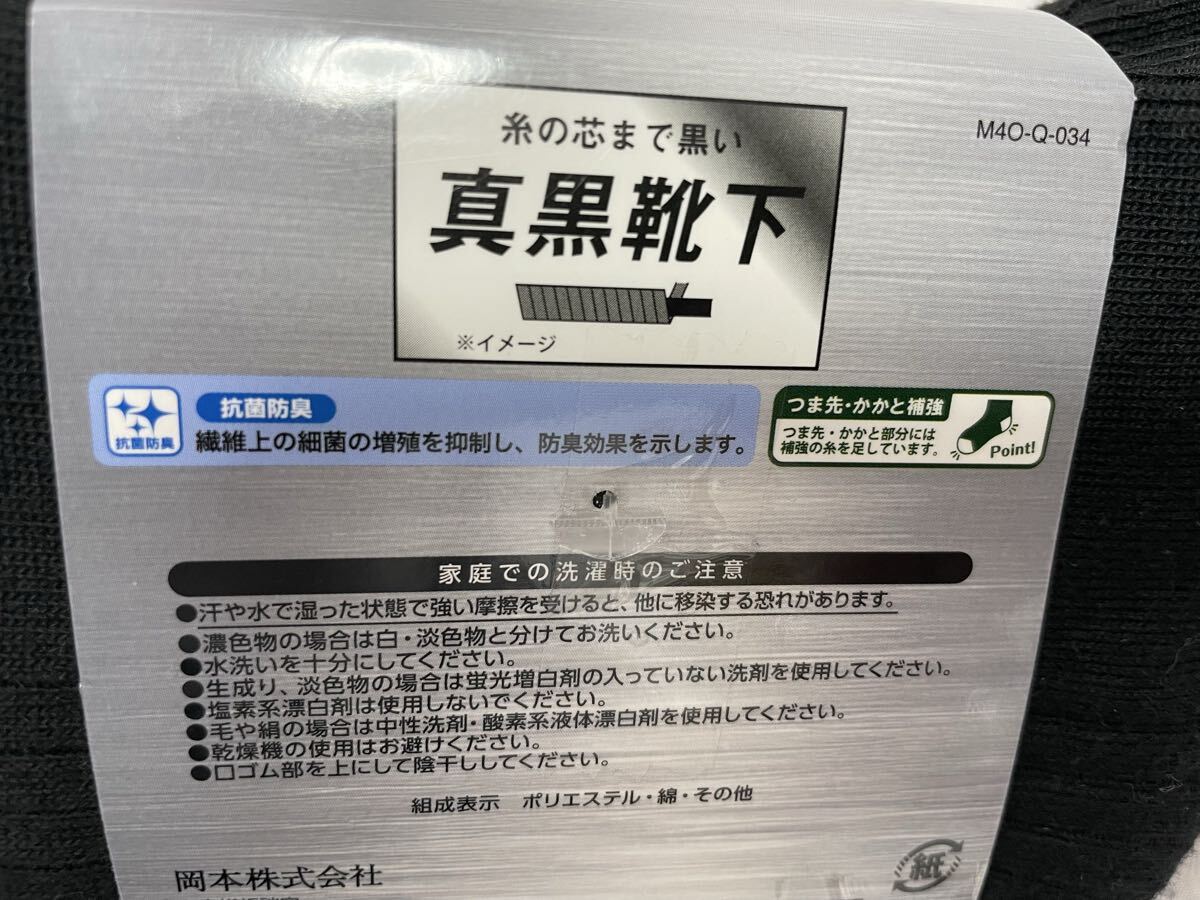 M4O-Q-034
糸の芯まで黒い
真黒靴下
※イメージ
抗菌防臭
抗菌防臭
繊維上の細菌の増殖を抑制し、防臭効果を示します。
つま先・かかと補強
つま先・かかと部分には
補強の糸を足しています。
Point!
家庭での洗濯時のご注意
●汗や水で湿った状態で強い摩擦を受けると、他に移染する恐れがあります。
●濃色物の場合は白・淡色物と分けてお洗いください。
●水洗いを十分にしてください。
●生成り、淡色物の場合は蛍光増白剤の入っていない洗剤を使用してください。
●塩素系漂白剤は使用しないでください。
●毛や絹の場合は中性洗剤・酸素系液体漂白剤を使用してください。
●乾燥機の使用はお避けください。
●口ゴム部を上にして陰干ししてください。
組成表示 ポリエステル・綿・その他
岡本株式会社
紙